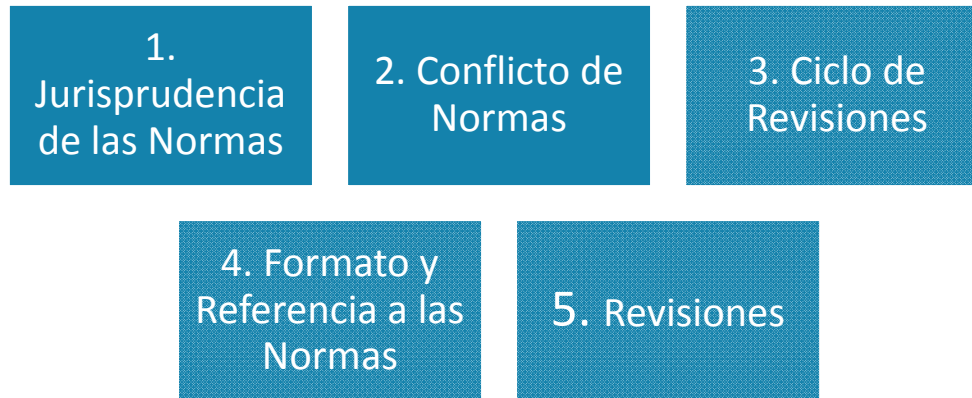 1.
Jurisprudencia
de las Normas
2. Conflicto de
Normas
3. Ciclo de
Revisiones
4. Formato y
Referencia a las
Normas
5. Revisiones